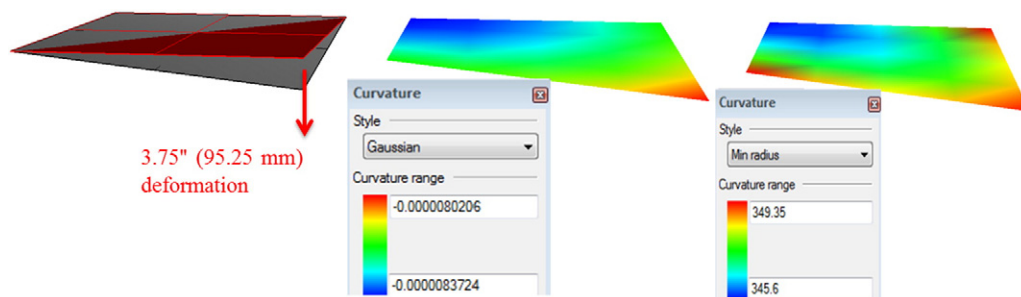 3.75" (95.25 mm)
deformation
Curvature
Style
Gaussian
Curvature range
-0.0000080206
-0.0000083724
Curvature
Style
Min radius
Curvature range
349.35
345.6